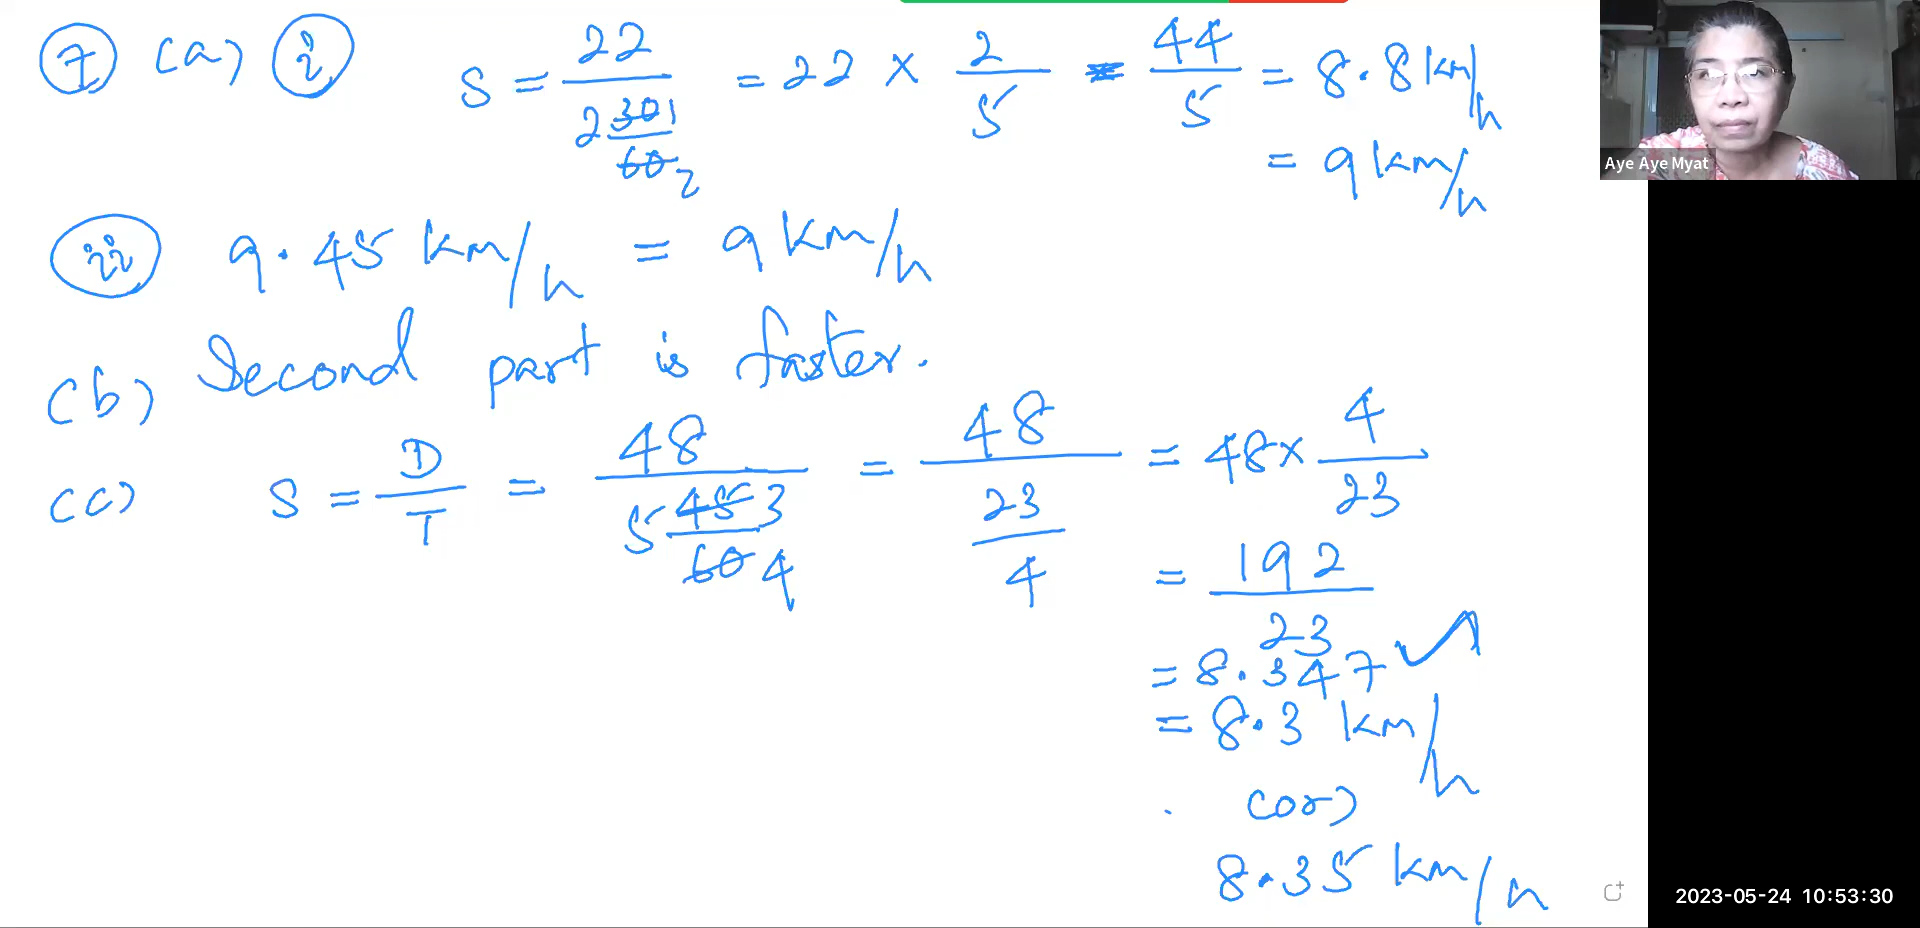 7 (a) i S = 22 / 2 30/60 1/2 = 22 × 2/5 = 44/5 = 8.8 km/h
= 9 km/h
ii 9.45 km/h = 9 km/h
(b) Second part is faster.
(c) S = D/T = 48 / 5 45/60 3/4 = 48 / 23/4 = 48 × 4/23
= 192/23
= 8.347 ✓
= 8.3 km/h
(or)
8.35 km/h
Aye Aye Myat
2023-05-24 10:53:30